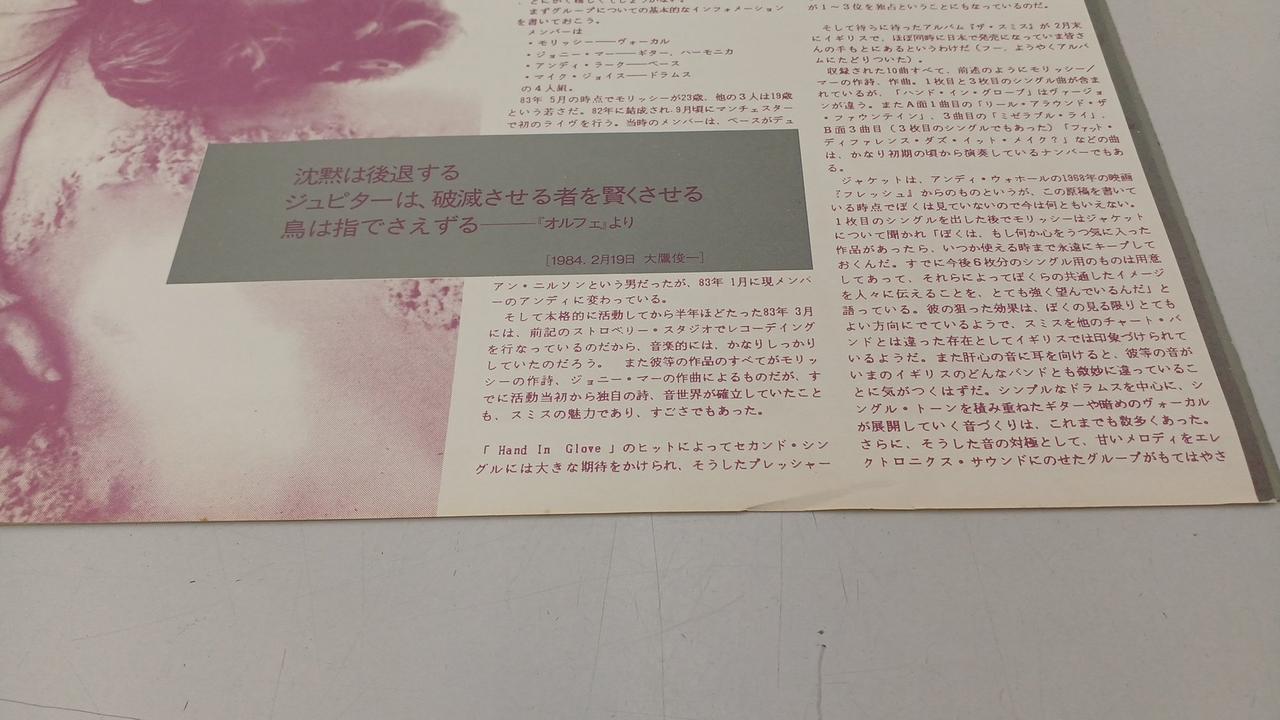 まずグループについての基本的なインフォメーション
を書いておこう。
メンバーは
・モリッシー――ヴォーカル
・ジョニー・マー――ギター、ハーモニカ
・アンディ・ラーク――ベース
・マイク・ジョイス――ドラムス
の4人組。
83年 5月の時点でモリッシーが23歳、他の3人は19歳
という若さだ。82年に結成され、9月頃にマンチェスター
で初のライヴを行う。当時のメンバーは、ベースがデュ
沈黙は後退する
ジュピターは、破滅させる者を賢くさせる
鳥は指でさえずる――『オルフェ』より
[1984. 2月19日 大鷹俊一]
アン・ニルソンという男だったが、83年 1月に現メンバ
ーのアンディに変わっている。
そして本格的に活動してから半年ほどたった83年 3月
には、前記のストロベリー・スタジオでレコーデイング
を行なっているのだから、音楽的には、かなりしっかり
していたのだろう。 また彼等の作品のすべてがモリッ
シーの作詩、ジョニー・マーの作曲によるものだが、す
でに活動当初から独自の詩、音世界が確立していたこと
も、スミスの魅力であり、すごさでもあった。
「 Hand In Glove 」のヒットによってセカンド・シン
グルには大きな期待をかけられ、そうしたプレッシャー
が1～3位を独占ということにもなっているのだ。
そして待ちに待ったアルバム『ザ・スミス』が 2月末
にイギリスで、ほぼ同時に日本で発売になっていま皆さ
んの手もとにあるというわけだ(フー、ようやくアルバ
ムにたどりついた)。
収録された10曲すべて、前述のようにモリッシー/
マーの作詩、作曲。1枚目と3枚目のシングル曲が含ま
れているが、「ハンド・イン・グローブ」はヴァージョ
ンが違う。またA面1曲目の「リール・アラウンド・ザ
・ファウンテイン」、3曲目の「ミゼラブル・ライ」、
B面3曲目(3枚目のシングルでもあった)「ファット・
ディファレンス・ダズ・イット・メイク?」などの曲
は、かなり初期の頃から演奏しているナンバーでもあ
る。
ジャケットは、アンディ・ウォホールの1968年の映画
『フレッシュ』からのものというが、この原稿を書いて
いる時点でぼくは見ていないので今は何ともいえない。
1枚目のシングルを出した後でモリッシーはジャケット
について聞かれ「ぼくは、もし何か心をうつ気に入った
作品があったら、いつか使える時まで永遠にキープして
おくんだ。すでに今後6枚分のシングル用のものは用意
してあって、それらによってぼくらの共通したイメージ
を人々に伝えることを、とても強く望んでいるんだ」と
語っている。彼の狙った効果は、ぼくの見る限りとても
よい方向にでているようで、スミスを他のチャート・バ
ンドとは違った存在としてイギリスでは印象づけられて
いるようだ。また肝心の音に耳を向けると、彼等の音が
いまのイギリスのどんなバンドとも微妙に違っているこ
とに気がつくはずだ。シンプルなドラムスを中心に、シ
ングル・トーンを積み重ねたギターや暗めのヴォーカル
が展開していく音づくりは、これまでも数多くあった。
さらに、そうした音の対極として、甘いメロディをエレ
クトロニクス・サウンドにのせたグループがもてはやさ